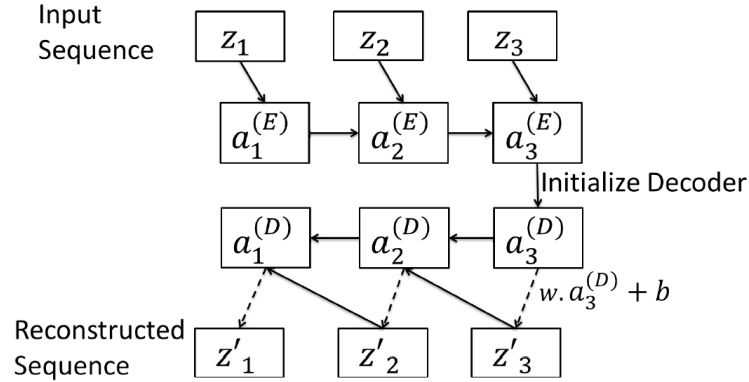 Input
Sequence
z₁ z₂ z₃
a₁⁽ᴱ⁾ a₂⁽ᴱ⁾ a₃⁽ᴱ⁾
Initialize Decoder
a₁⁽ᴰ⁾ a₂⁽ᴰ⁾ a₃⁽ᴰ⁾
w. a₃⁽ᴰ⁾ + b
Reconstructed
Sequence
z'₁ z'₂ z'₃